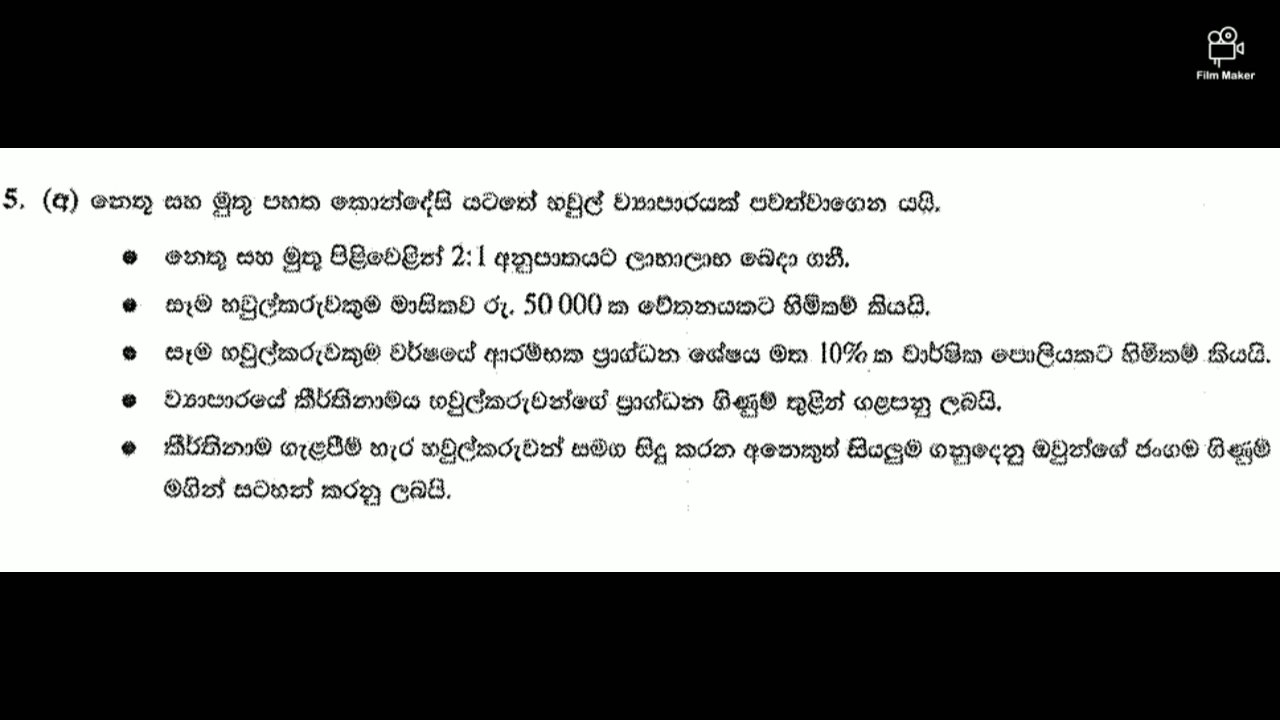 Film Maker
5. (අ) නෙතූ සහ මුතූ පහත කොන්දේසි යටතේ හවුල් ව්‍යාපාරයක් පවත්වාගෙන යයි.
● නෙතූ සහ මුතූ පිළිවෙළින් 2:1 අනුපාතයට ලාභාලාභ බෙදා ගනී.
● සෑම හවුල්කරුවකුම මාසිකව රු. 50 000 ක වේතනයකට හිමිකම් කියයි.
● සෑම හවුල්කරුවකුම වර්ෂයේ ආරම්භක ප්‍රාග්ධන ශේෂය මත 10% ක වාර්ෂික පොලියකට හිමිකම් කියයි.
● ව්‍යාපාරයේ කීර්තිනාමය හවුල්කරුවන්ගේ ප්‍රාග්ධන ගිණුම් තුළින් ගළපනු ලබයි.
● කීර්තිනාම ගැළපීම් හැර හවුල්කරුවන් සමග සිදු කරන අනෙකුත් සියලුම ගනුදෙනු ඔවුන්ගේ ජංගම ගිණුම්
මගින් සටහන් කරනු ලබයි.